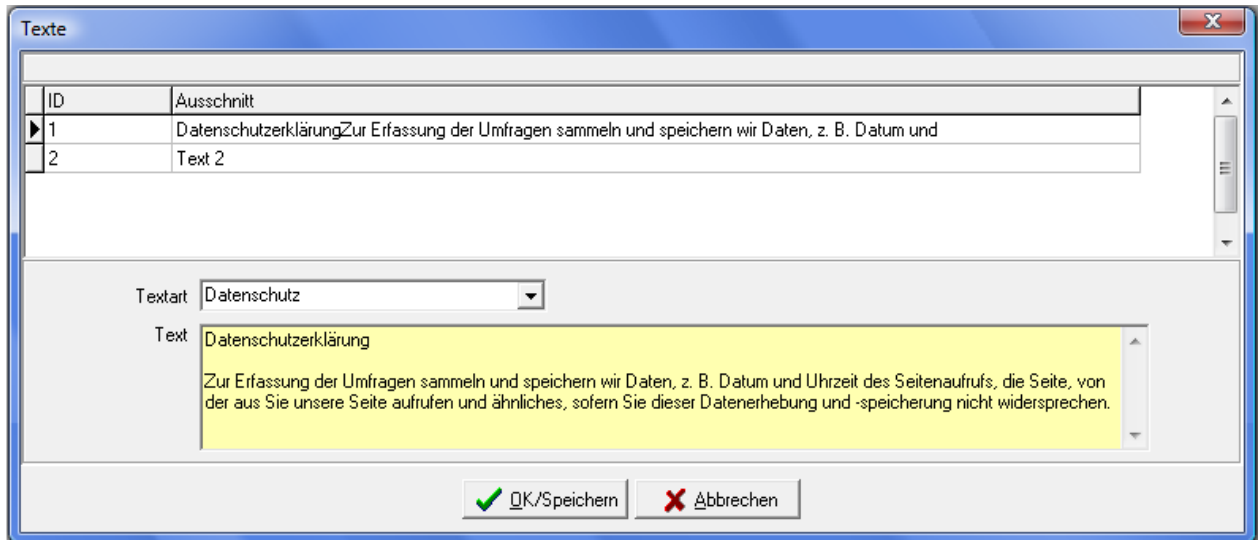 Texte
ID Ausschnitt
1 DatenschutzerklärungZur Erfassung der Umfragen sammeln und speichern wir Daten, z. B. Datum und
2 Text 2
Textart Datenschutz
Text Datenschutzerklärung
Zur Erfassung der Umfragen sammeln und speichern wir Daten, z. B. Datum und Uhrzeit des Seitenaufrufs, die Seite, von
der aus Sie unsere Seite aufrufen und ähnliches, sofern Sie dieser Datenerhebung und -speicherung nicht widersprechen.
OK/Speichern Abbrechen